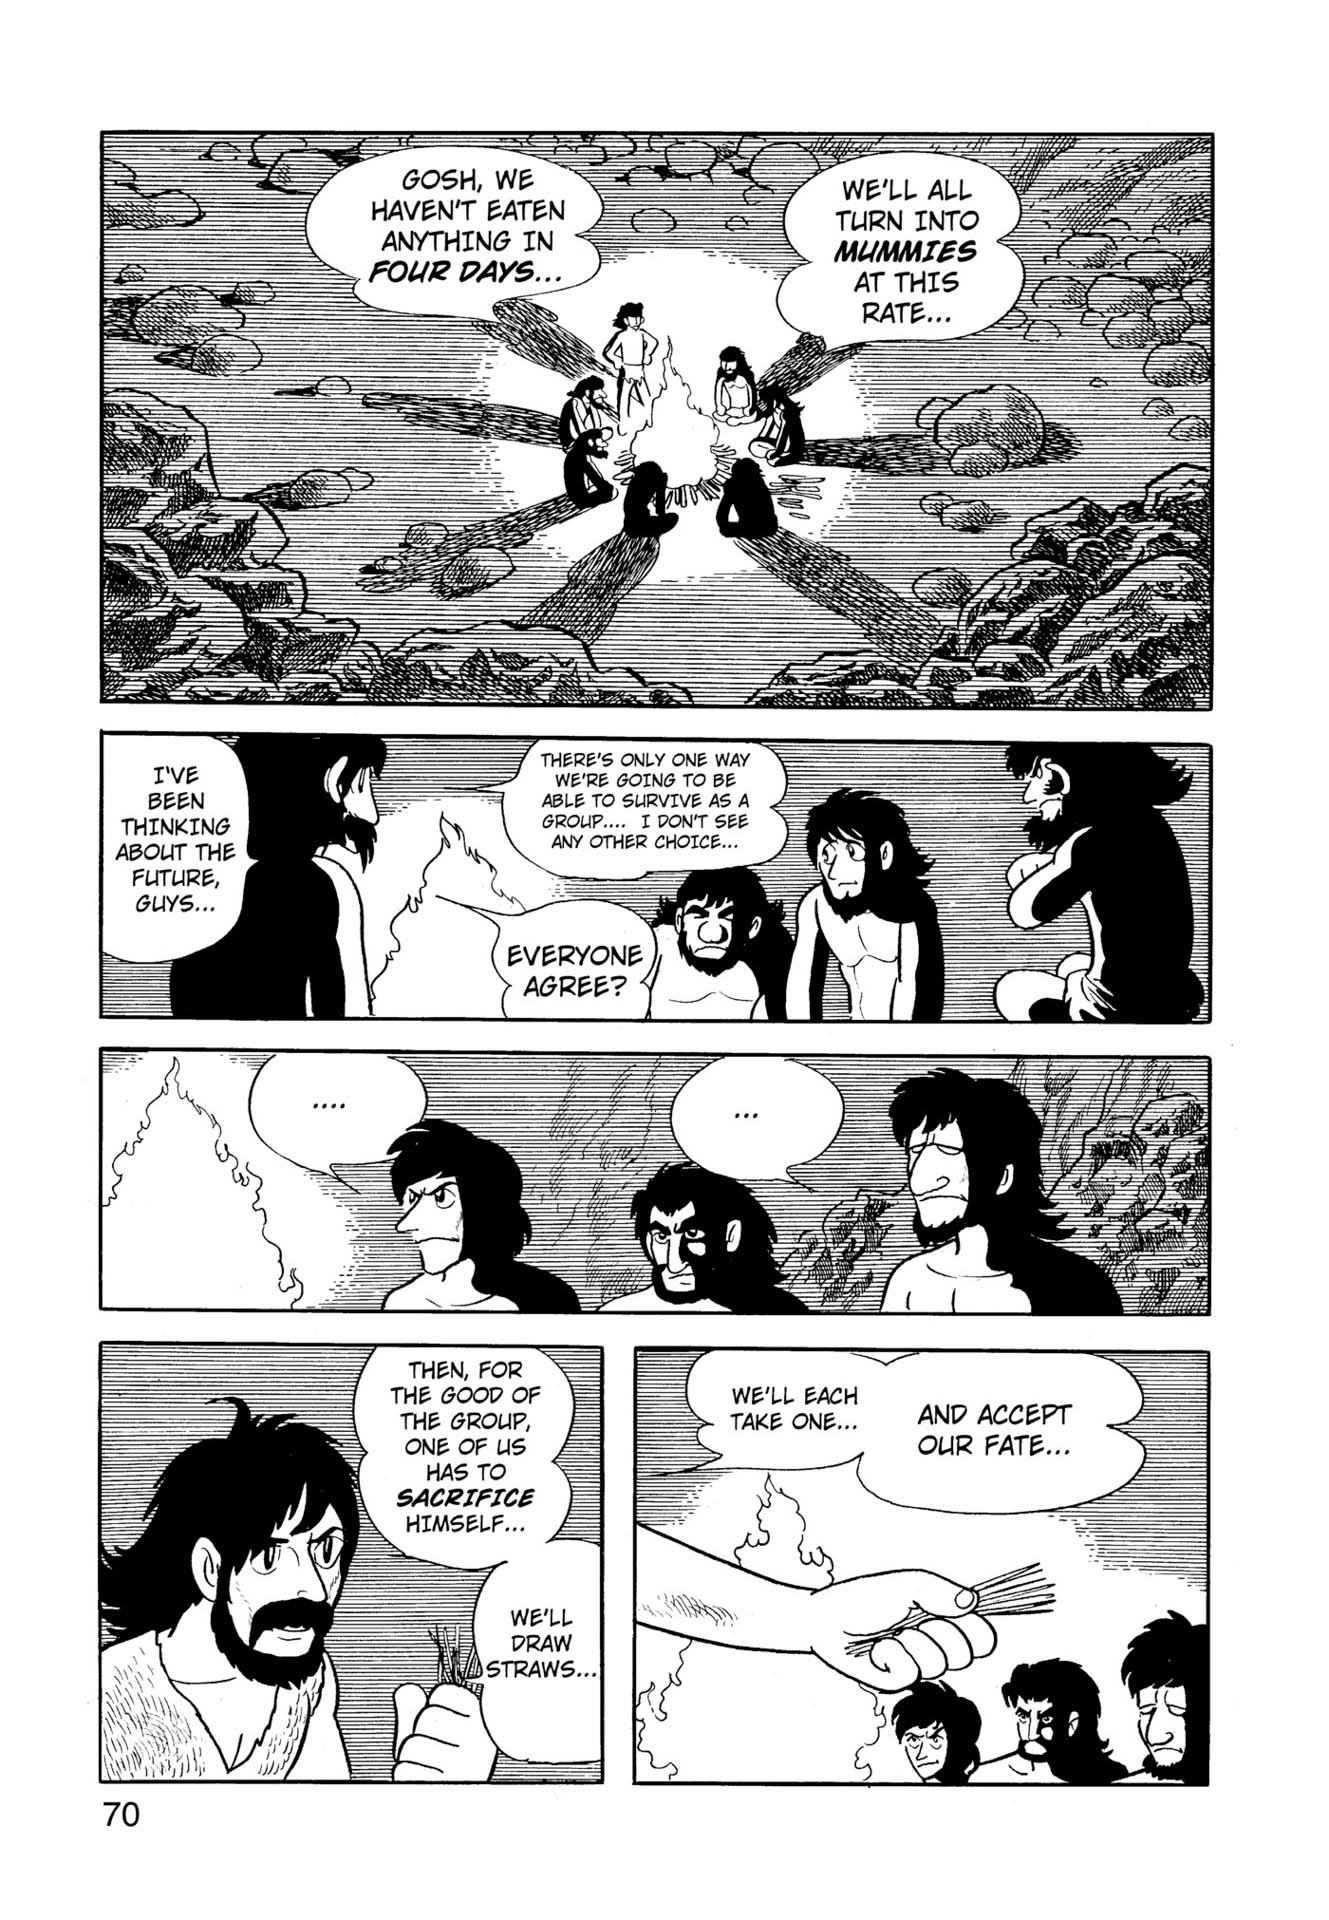 GOSH, WE
HAVEN'T EATEN
ANYTHING IN
FOUR DAYS...
WE'LL ALL
TURN INTO
MUMMIES
AT THIS
RATE...
I'VE
BEEN
THINKING
ABOUT THE
FUTURE,
GUYS...
THERE'S ONLY ONE WAY
WE'RE GOING TO BE
ABLE TO SURVIVE AS A
GROUP.... I DON'T SEE
ANY OTHER CHOICE...
EVERYONE
AGREE?
....
...
THEN, FOR
THE GOOD OF
THE GROUP,
ONE OF US
HAS TO
SACRIFICE
HIMSELF...
WE'LL
DRAW
STRAWS...
WE'LL EACH
TAKE ONE...
AND ACCEPT
OUR FATE...
70